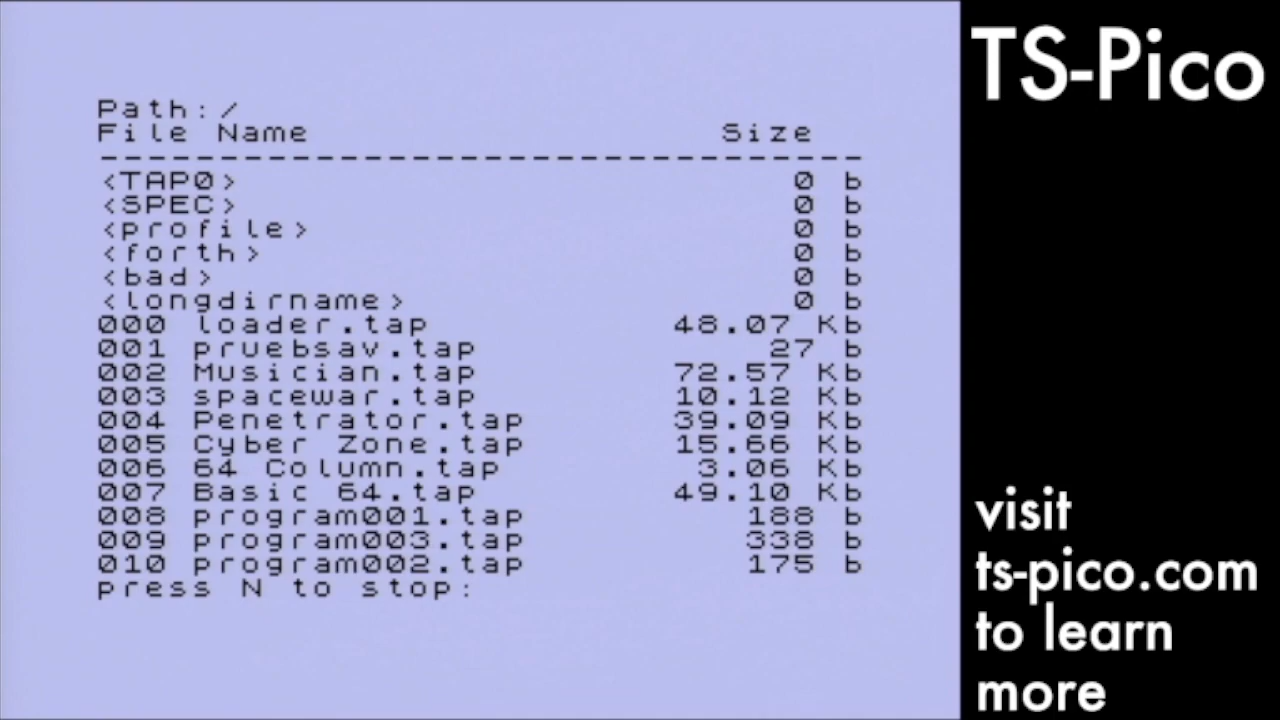 Path:/
File Name Size
--------------------------------
<TAP0> 0 b
<SPEC> 0 b
<profile> 0 b
<forth> 0 b
<bad> 0 b
<longdirname> 0 b
000 loader.tap 48.07 Kb
001 pruebsav.tap 27 b
002 Musician.tap 72.57 Kb
003 spacewar.tap 10.12 Kb
004 Penetrator.tap 39.09 Kb
005 Cyber Zone.tap 15.66 Kb
006 64 Column.tap 3.06 Kb
007 Basic 64.tap 49.10 Kb
008 program001.tap 188 b
009 program003.tap 338 b
010 program002.tap 175 b
press N to stop:
TS-Pico
visit
ts-pico.com
to learn
more